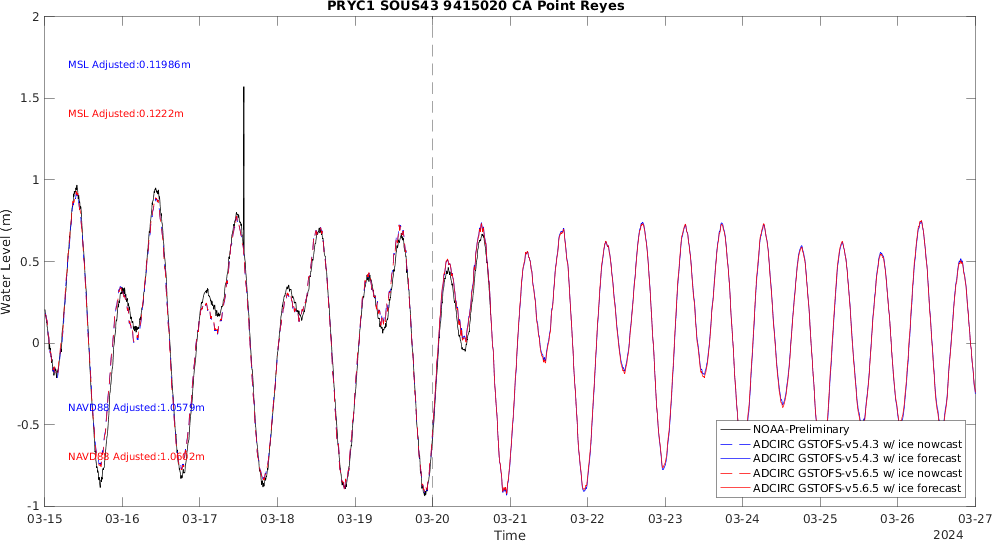 PRYC1 SOUS43 9415020 CA Point Reyes
2
MSL Adjusted:0.11986m
1.5
MSL Adjusted:0.1222m
1
Water Level (m)
0.5
0
NAVD88 Adjusted:1.0579m
-0.5
NOAA-Preliminary
ADCIRC GSTOFS-v5.4.3 w/ ice nowcast
ADCIRC GSTOFS-v5.4.3 w/ ice forecast
ADCIRC GSTOFS-v5.6.5 w/ ice nowcast
ADCIRC GSTOFS-v5.6.5 w/ ice forecast
NAVD88 Adjusted:1.0602m
-1
03-15 03-16 03-17 03-18 03-19 03-20 03-21 03-22 03-23 03-24 03-25 03-26 03-27
Time
2024